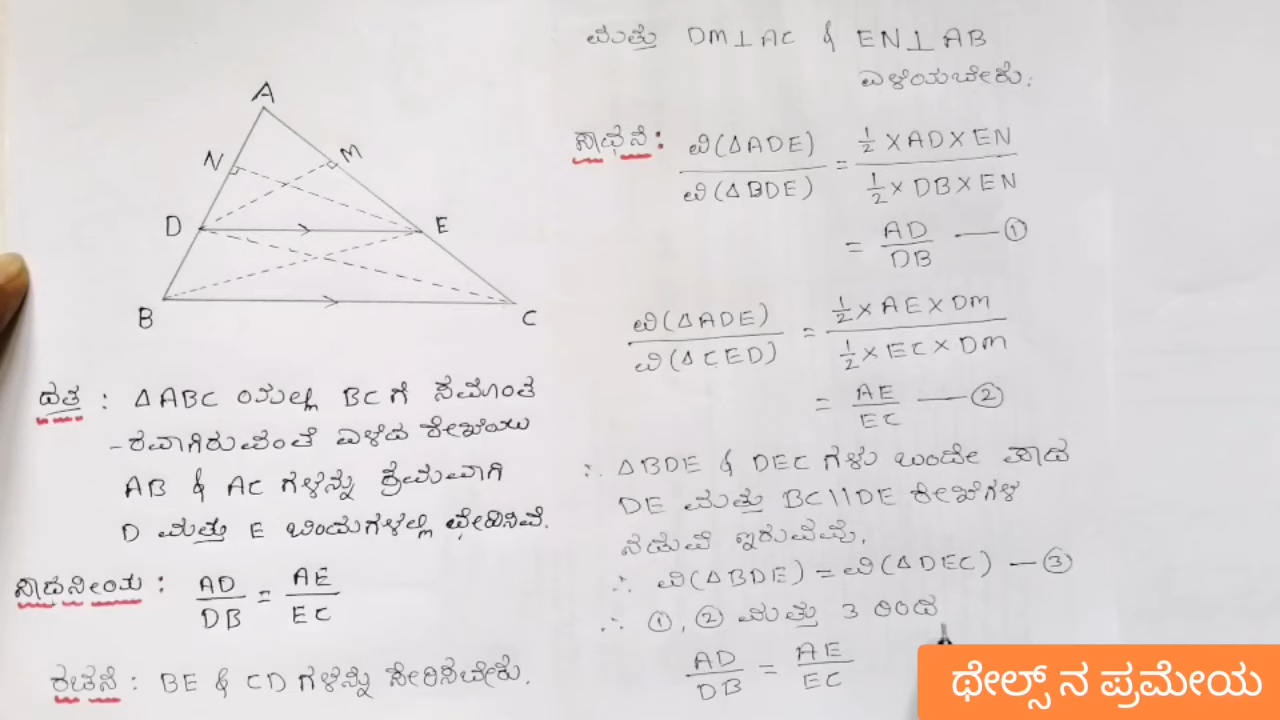 A
N
M
D
E
B
C
ದತ್ತ : ΔABC ಯಲ್ಲಿ BC ಗೆ ಸಮಾಂತ
-ರವಾಗಿರುವಂತೆ ಎಳೆದ ರೇಖೆಯು
AB & AC ಗಳನ್ನು ಕ್ರಮವಾಗಿ
D ಮತ್ತು E ಬಿಂದುಗಳಲ್ಲಿ ಛೇದಿಸಿವೆ.
ಸಾಧನೀಯ : AD/DB = AE/EC
ರಚನೆ : BE & CD ಗಳನ್ನು ಸೇರಿಸಬೇಕು.
ಮತ್ತು DM⊥AC & EN⊥AB
ಎಳೆಯಬೇಕು.
ಸಾಧನೆ : ವಿ(ΔADE)/ವಿ(ΔBDE) = ½×AD×EN/½×DB×EN
= AD/DB —①
ವಿ(ΔADE)/ವಿ(ΔCED) = ½×AE×DM/½×EC×DM
= AE/EC —②
∴ ΔBDE & DEC ಗಳು ಒಂದೇ ಪಾದ
DE ಮತ್ತು BC||DE ರೇಖೆಗಳ
ನಡುವೆ ಇರುವವು.
∴ ವಿ(ΔBDE) = ವಿ(ΔDEC) —③
∴ ①, ② ಮತ್ತು 3 ರಿಂದ
AD/DB = AE/EC
ಥೇಲ್ಸ್ ನ ಪ್ರಮೇಯ